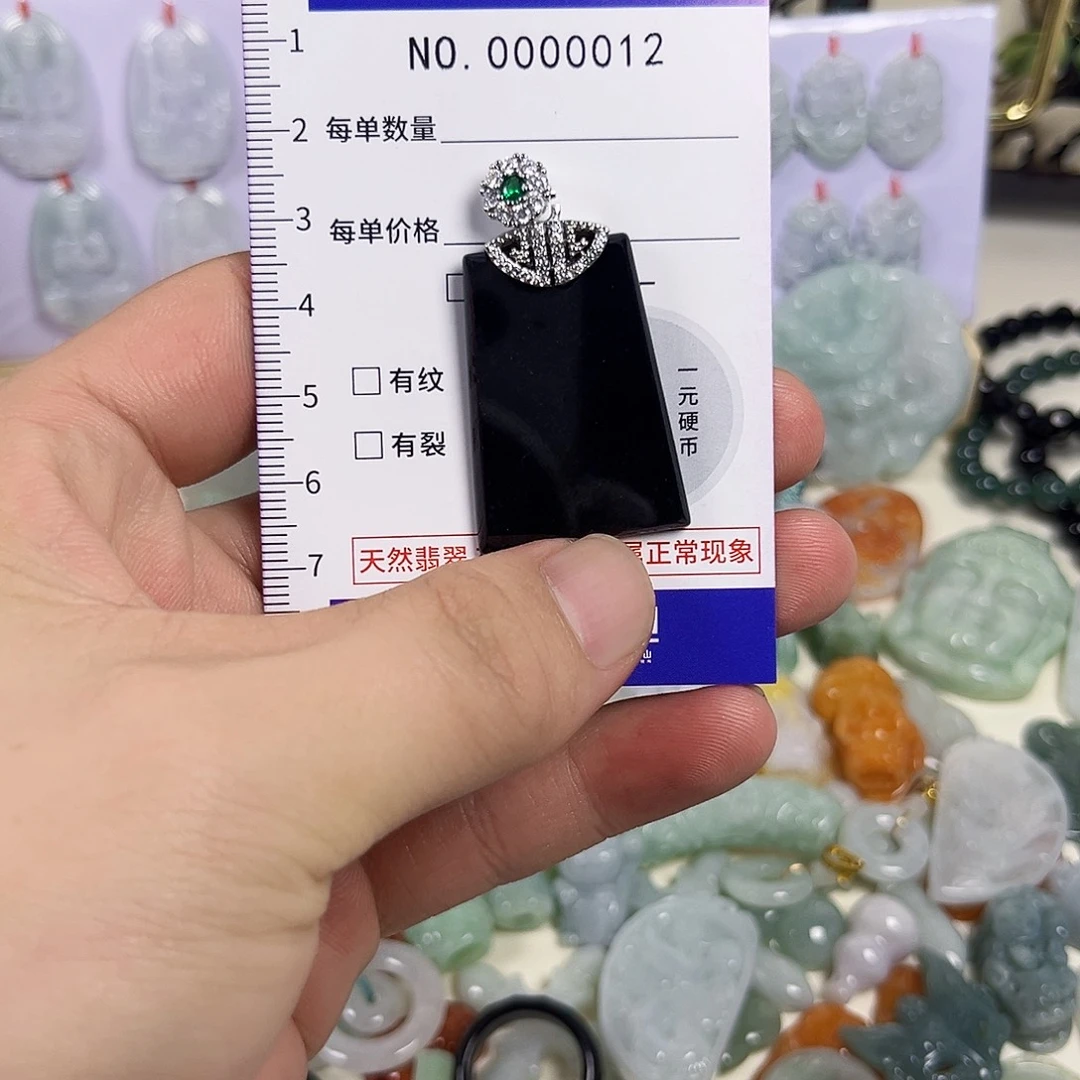 NO. 0000012
1
2 每单数量
3 每单价格
4
5 有纹
一元硬币
有裂
6
7 天然翡翠 属正常现象
山